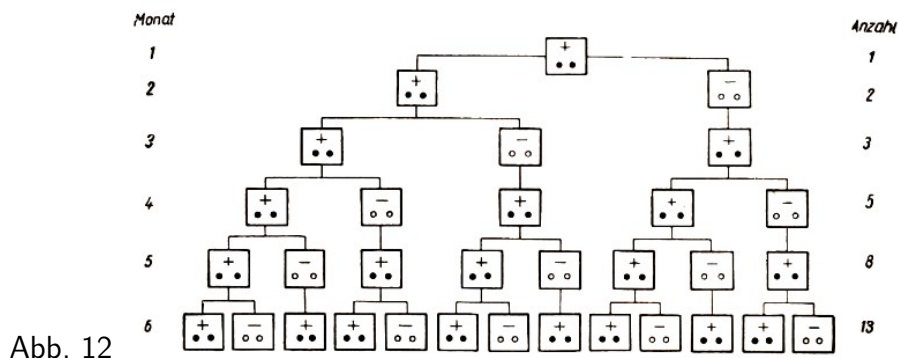 Monat Anzahl
1 + 1
2 + − 2
3 + − + 3
4 + − + + − 5
5 + − + + − + − + 8
6 + − + + − + − + + − + + − 13
Abb. 12